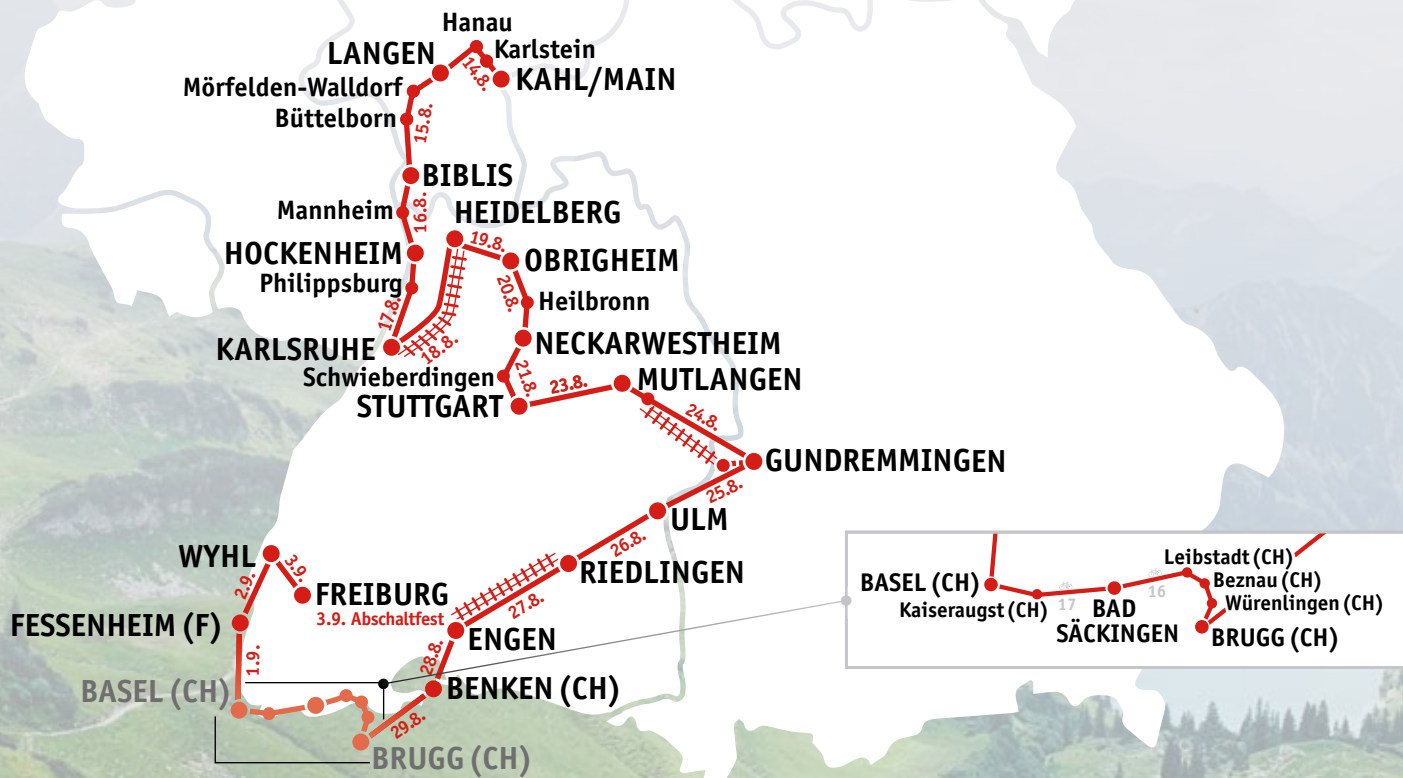 Hanau
LANGEN
Karlstein
14.8.
KAHL/MAIN
Mörfelden-Walldorf
Büttelborn
15.8.
BIBLIS
Mannheim
16.8.
HEIDELBERG
HOCKENHEIM
19.8.
OBRIGHEIM
Philippsburg
20.8.
Heilbronn
17.8.
KARLSRUHE
18.8.
NECKARWESTHEIM
Schwieberdingen
21.8.
23.8.
MUTLANGEN
STUTTGART
24.8.
GUNDREMMINGEN
25.8.
ULM
26.8.
WYHL
3.9.
RIEDLINGEN
2.9.
FREIBURG
3.9. Abschaltfest
27.8.
FESSENHEIM (F)
ENGEN
1.9.
28.8.
BASEL (CH)
BENKEN (CH)
29.8.
BRUGG (CH)
Leibstadt (CH)
BASEL (CH)
Beznau (CH)
Kaiseraugst (CH)
17
16
Würenlingen (CH)
BAD
SÄCKINGEN
BRUGG (CH)